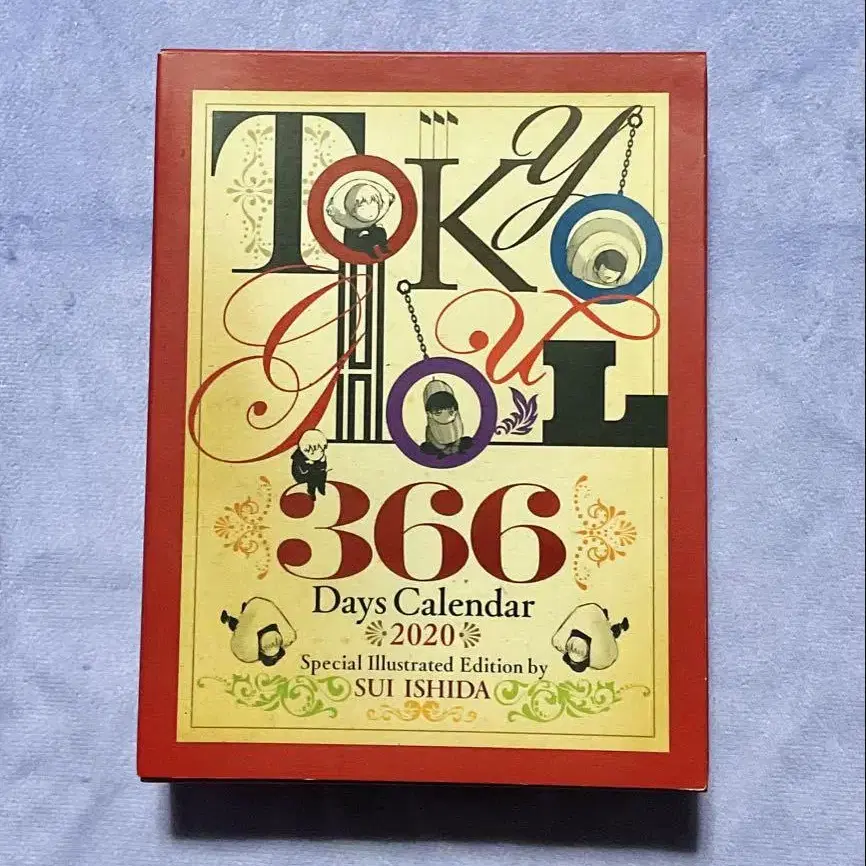 TOKYO
GHOUL
366
Days Calendar
2020
Special Illustrated Edition by
SUI ISHIDA